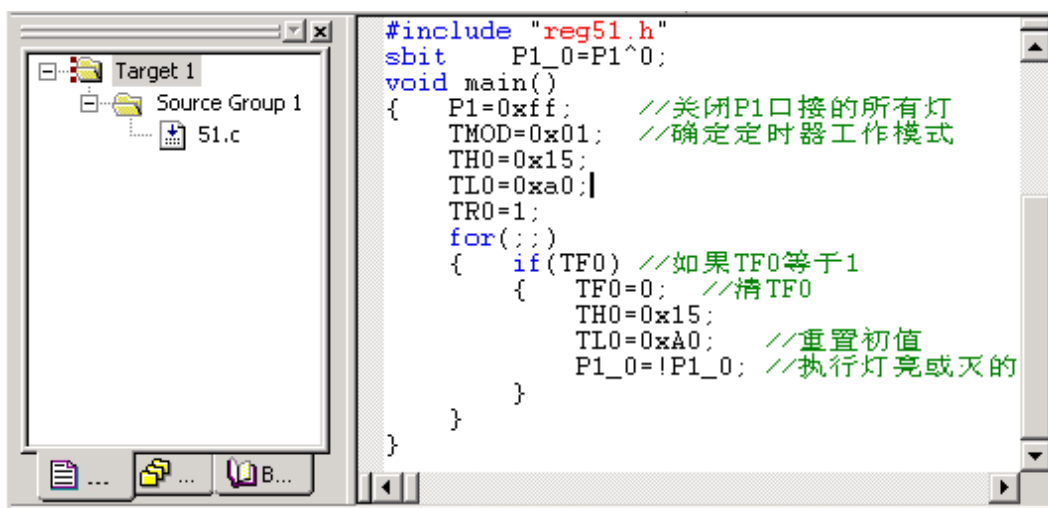 Target 1
Source Group 1
51.c
...
...
B...
#include "reg51.h"
sbit    P1_0=P1^0;
void main()
{   P1=0xff;      //关闭P1口接的所有灯
    TMOD=0x01;  //确定定时器工作模式
    TH0=0x15;
    TL0=0xa0;
    TR0=1;
    for(;;)
    {   if(TF0) //如果TF0等于1
        {   TF0=0;  //清TF0
            TH0=0x15;
            TL0=0xA0;   //重置初值
            P1_0=!P1_0; //执行灯亮或灭的
        }
    }
}